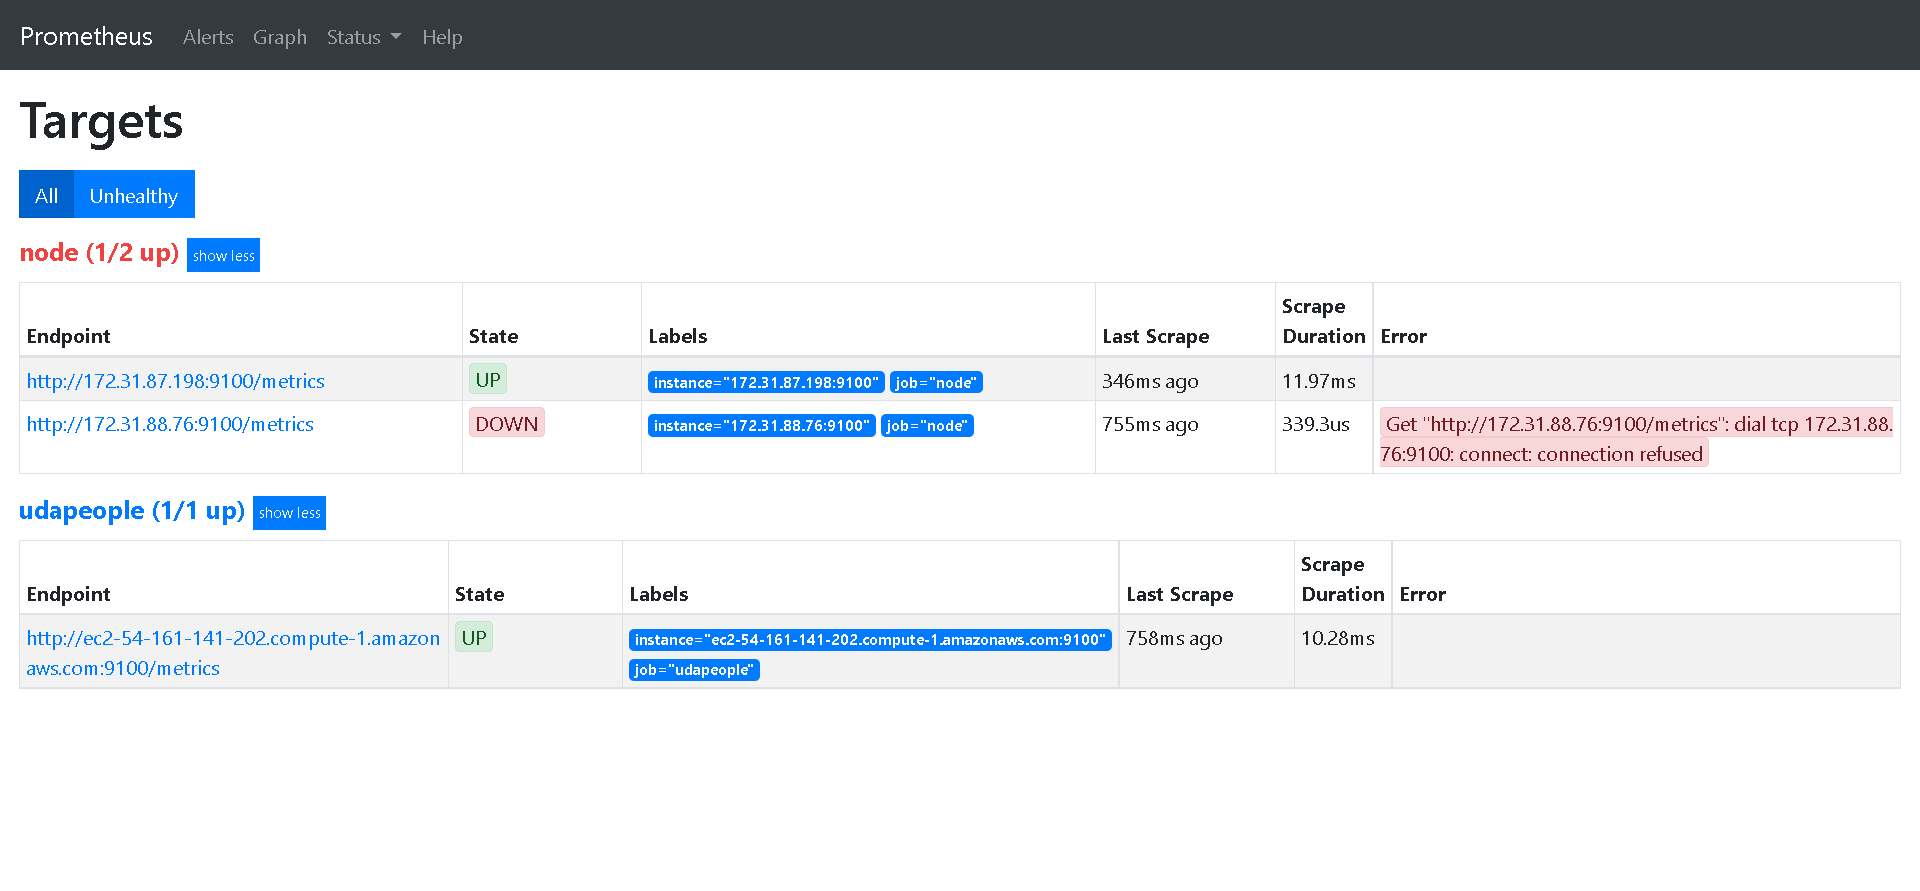 Prometheus Alerts Graph Status Help
Targets
All Unhealthy
node (1/2 up) show less
Endpoint State Labels Last Scrape Scrape Duration Error
http://172.31.87.198:9100/metrics UP instance="172.31.87.198:9100" job="node" 346ms ago 11.97ms
http://172.31.88.76:9100/metrics DOWN instance="172.31.88.76:9100" job="node" 755ms ago 339.3us Get "http://172.31.88.76:9100/metrics": dial tcp 172.31.88.
76:9100: connect: connection refused
udapeople (1/1 up) show less
Endpoint State Labels Last Scrape Scrape Duration Error
http://ec2-54-161-141-202.compute-1.amazon
aws.com:9100/metrics UP instance="ec2-54-161-141-202.compute-1.amazonaws.com:9100"
job="udapeople" 758ms ago 10.28ms